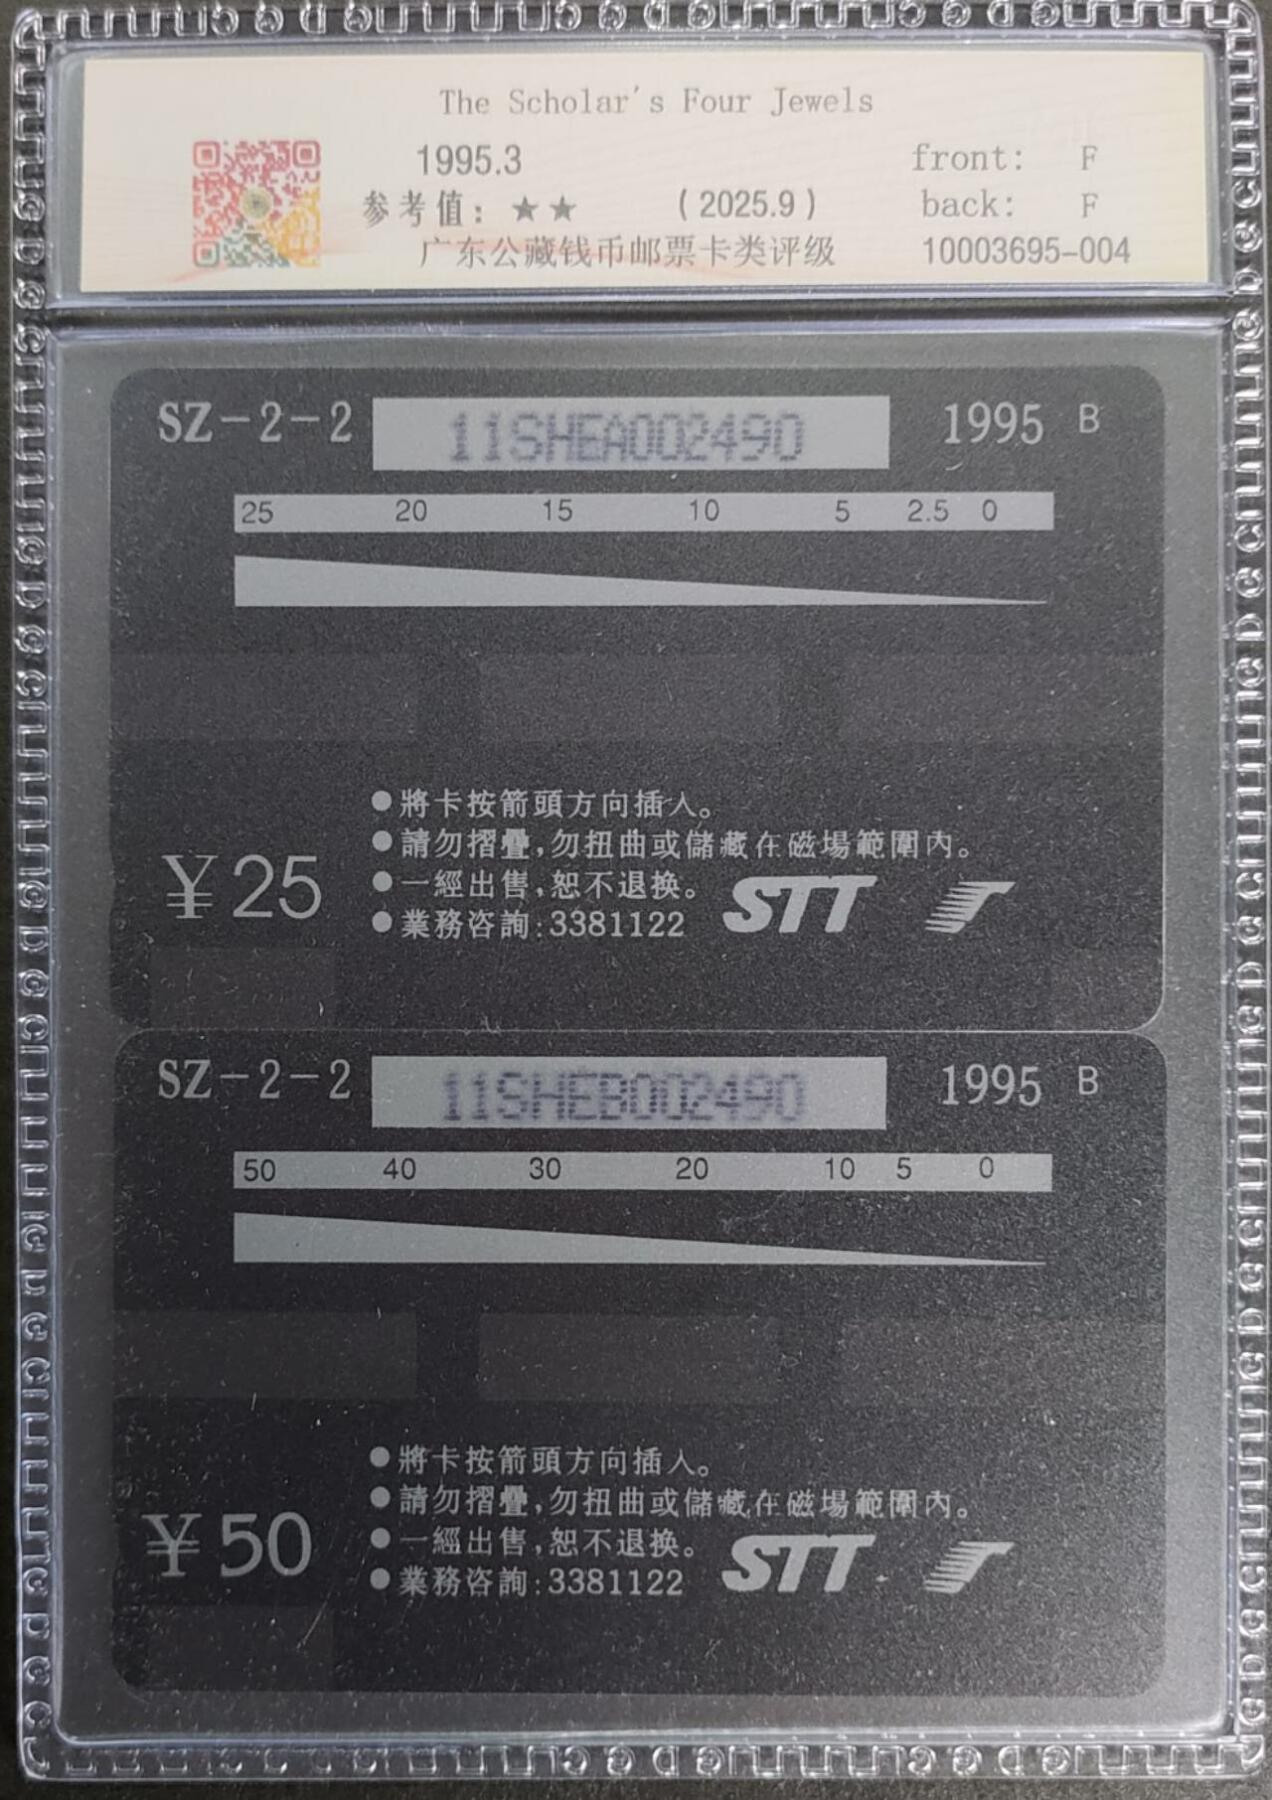 The Scholar's Four Jewels
1995.3
front: F
参考值: ★★ (2025.9)
back: F
广东公藏钱币邮票卡类评级
10003695-004
SZ-2-2 11SHEA002490 1995 B
25 20 15 10 5 2.5 0
●將卡按箭頭方向插入。
●請勿摺疊,勿扭曲或儲藏在磁場範圍內。
●一經出售,恕不退換。
●業務咨詢:3381122
¥25
STT
SZ-2-2 11SHEB002490 1995 B
50 40 30 20 10 5 0
●將卡按箭頭方向插入。
●請勿摺疊,勿扭曲或儲藏在磁場範圍內。
●一經出售,恕不退換。
●業務咨詢:3381122
¥50
STT